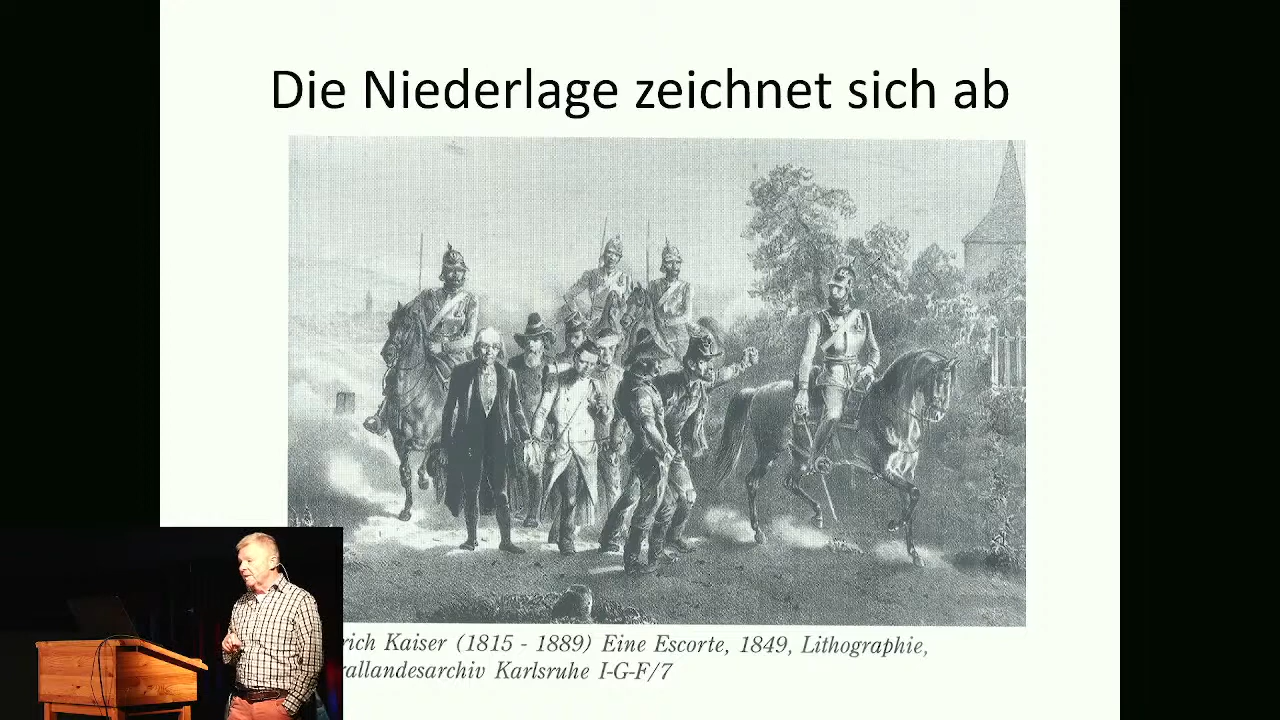 Die Niederlage zeichnet sich ab
rich Kaiser (1815 - 1889) Eine Escorte, 1849, Lithographie,
rallandesarchiv Karlsruhe I-G-F/7